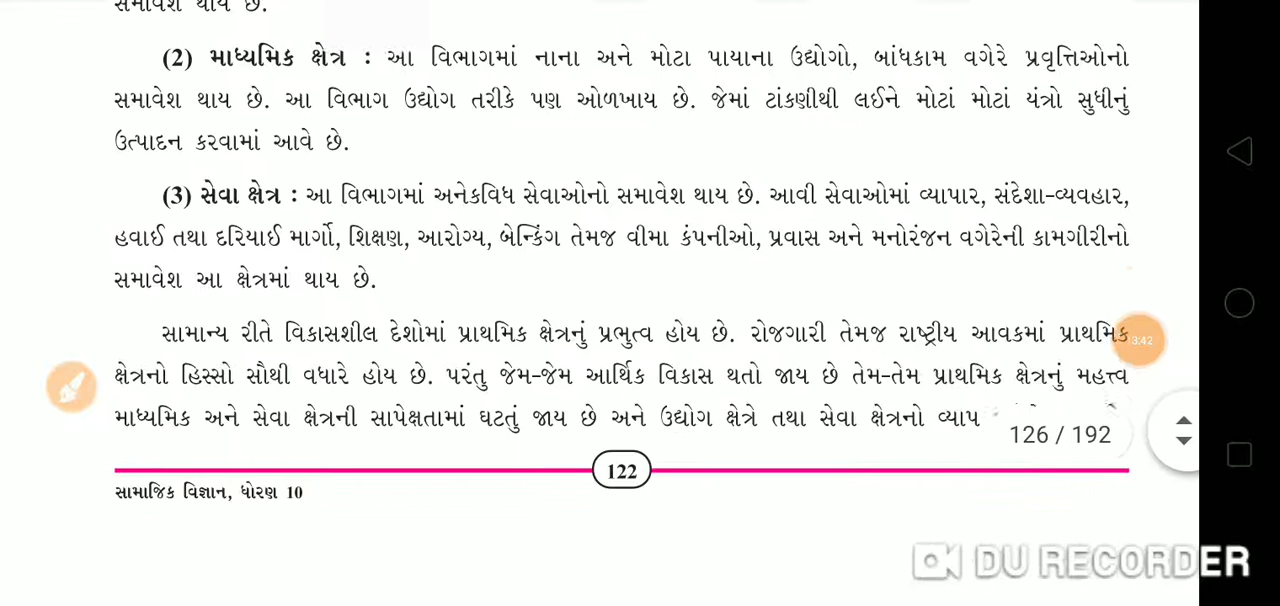 સમાવેશ થાય છે.
(2) માધ્યમિક ક્ષેત્ર : આ વિભાગમાં નાના અને મોટા પાયાના ઉદ્યોગો, બાંધકામ વગેરે પ્રવૃત્તિઓનો
સમાવેશ થાય છે. આ વિભાગ ઉદ્યોગ તરીકે પણ ઓળખાય છે. જેમાં ટાંકણીથી લઈને મોટાં મોટાં યંત્રો સુધીનું
ઉત્પાદન કરવામાં આવે છે.
(3) સેવા ક્ષેત્ર : આ વિભાગમાં અનેકવિધ સેવાઓનો સમાવેશ થાય છે. આવી સેવાઓમાં વ્યાપાર, સંદેશા-વ્યવહાર,
હવાઈ તથા દરિયાઈ માર્ગો, શિક્ષણ, આરોગ્ય, બેન્કિંગ તેમજ વીમા કંપનીઓ, પ્રવાસ અને મનોરંજન વગેરેની કામગીરીનો
સમાવેશ આ ક્ષેત્રમાં થાય છે.
સામાન્ય રીતે વિકાસશીલ દેશોમાં પ્રાથમિક ક્ષેત્રનું પ્રભુત્વ હોય છે. રોજગારી તેમજ રાષ્ટ્રીય આવકમાં પ્રાથમિક
3:42
ક્ષેત્રનો હિસ્સો સૌથી વધારે હોય છે. પરંતુ જેમ-જેમ આર્થિક વિકાસ થતો જાય છે તેમ-તેમ પ્રાથમિક ક્ષેત્રનું મહત્ત્વ
માધ્યમિક અને સેવા ક્ષેત્રની સાપેક્ષતામાં ઘટતું જાય છે અને ઉદ્યોગ ક્ષેત્રે તથા સેવા ક્ષેત્રનો વ્યાપ
126 / 192
122
સામાજિક વિજ્ઞાન, ધોરણ 10
DU RECORDER